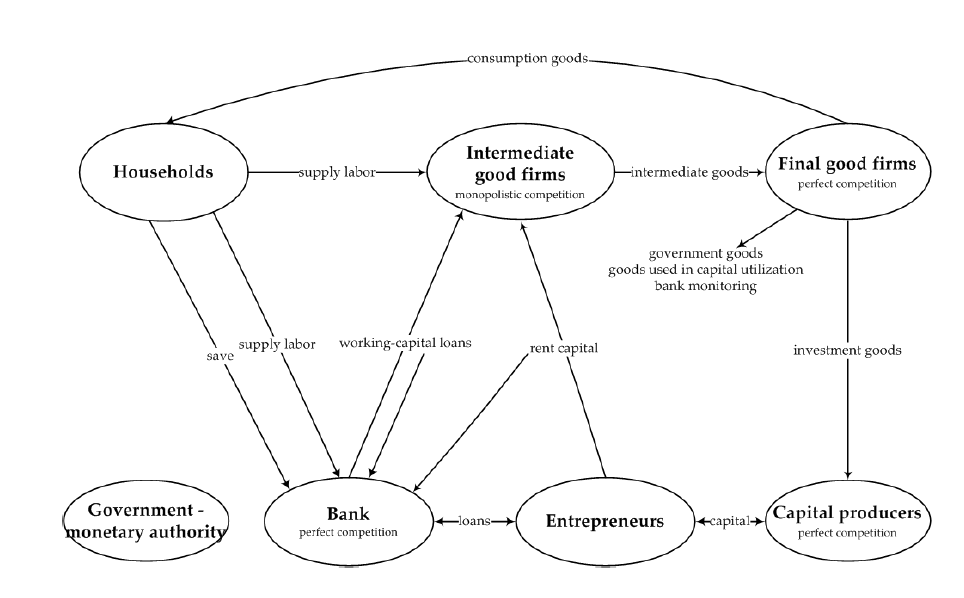 consumption goods
Households
supply labor
Intermediate
good firms
monopolistic competition
intermediate goods
Final good firms
perfect competition
government goods
goods used in capital utilization
bank monitoring
save
supply labor
working-capital loans
rent capital
investment goods
Government -
monetary authority
Bank
perfect competition
loans
Entrepreneurs
capital
Capital producers
perfect competition